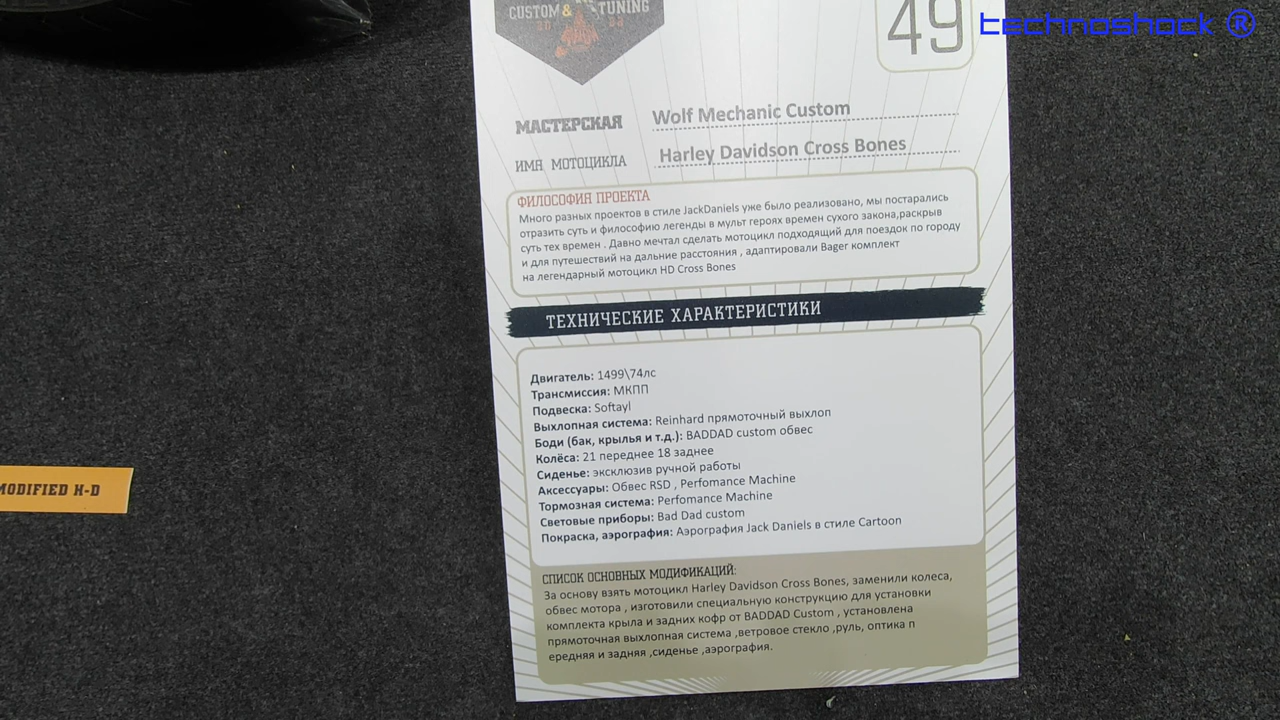 CUSTOM & TUNING
49
technoshock ®
МАСТЕРСКАЯ Wolf Mechanic Custom
ИМЯ МОТОЦИКЛА Harley Davidson Cross Bones
ФИЛОСОФИЯ ПРОЕКТА
Много разных проектов в стиле JackDaniels уже было реализовано, мы постарались
отразить суть и философию легенды в мульт героях времен сухого закона,раскрыв
суть тех времен . Давно мечтал сделать мотоцикл подходящий для поездок по городу
и для путешествий на дальние расстояния , адаптировали Bager комплект
на легендарный мотоцикл HD Cross Bones
ТЕХНИЧЕСКИЕ ХАРАКТЕРИСТИКИ
Двигатель: 1499\74лс
Трансмиссия: МКПП
Подвеска: Softayl
Выхлопная система: Reinhard прямоточный выхлоп
Боди (бак, крылья и т.д.): BADDAD custom обвес
Колёса: 21 переднее 18 заднее
Сиденье: эксклюзив ручной работы
Аксессуары: Обвес RSD , Perfomance Machine
Тормозная система: Perfomance Machine
Световые приборы: Bad Dad custom
Покраска, аэрография: Аэрография Jack Daniels в стиле Cartoon
MODIFIED H-D
СПИСОК ОСНОВНЫХ МОДИФИКАЦИЙ:
За основу взять мотоцикл Harley Davidson Cross Bones, заменили колеса,
обвес мотора , изготовили специальную конструкцию для установки
комплекта крыла и задних кофр от BADDAD Custom , установлена
прямоточная выхлопная система ,ветровое стекло ,руль, оптика п
ередняя и задняя ,сиденье ,аэрография.